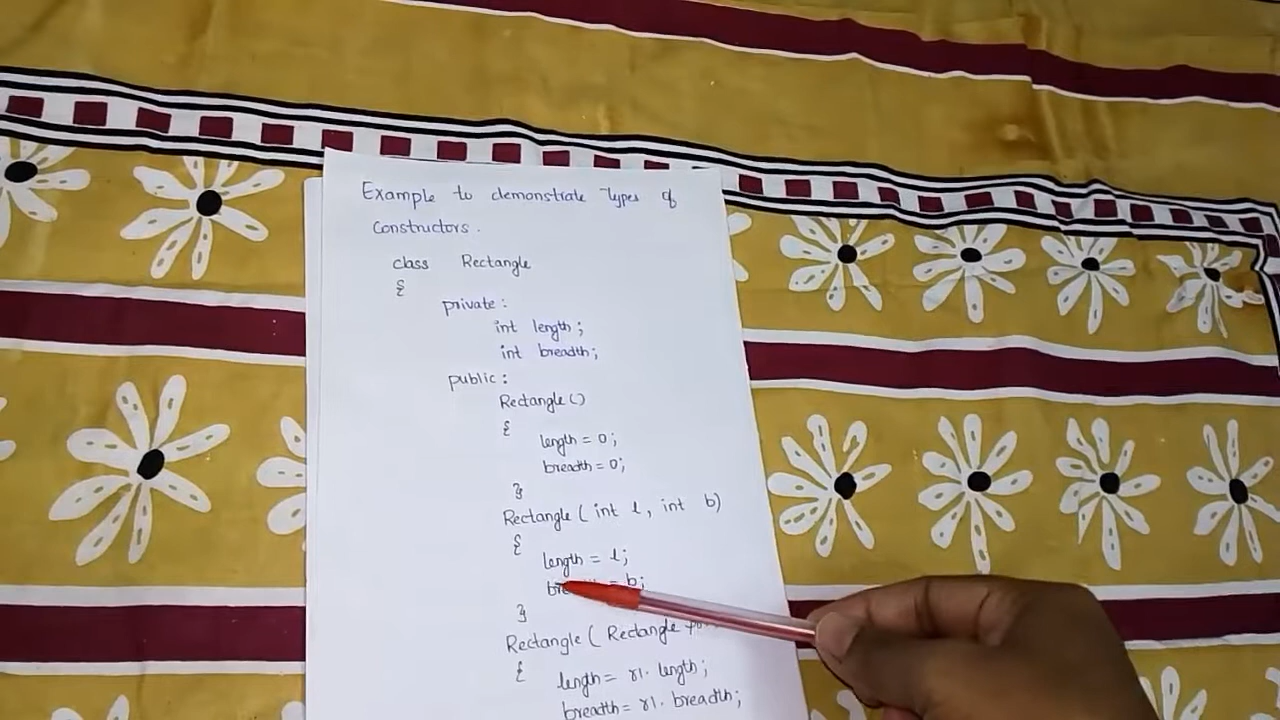 Example to demonstrate Types of
Constructors.
class Rectangle
{
private:
int length;
int breadth;
public:
Rectangle()
{
length = 0;
breadth = 0;
}
Rectangle ( int l, int b)
{
length = l;
= b;
}
Rectangle ( Rectangle
{
length = r1. length;
breadth = r1. breadth;